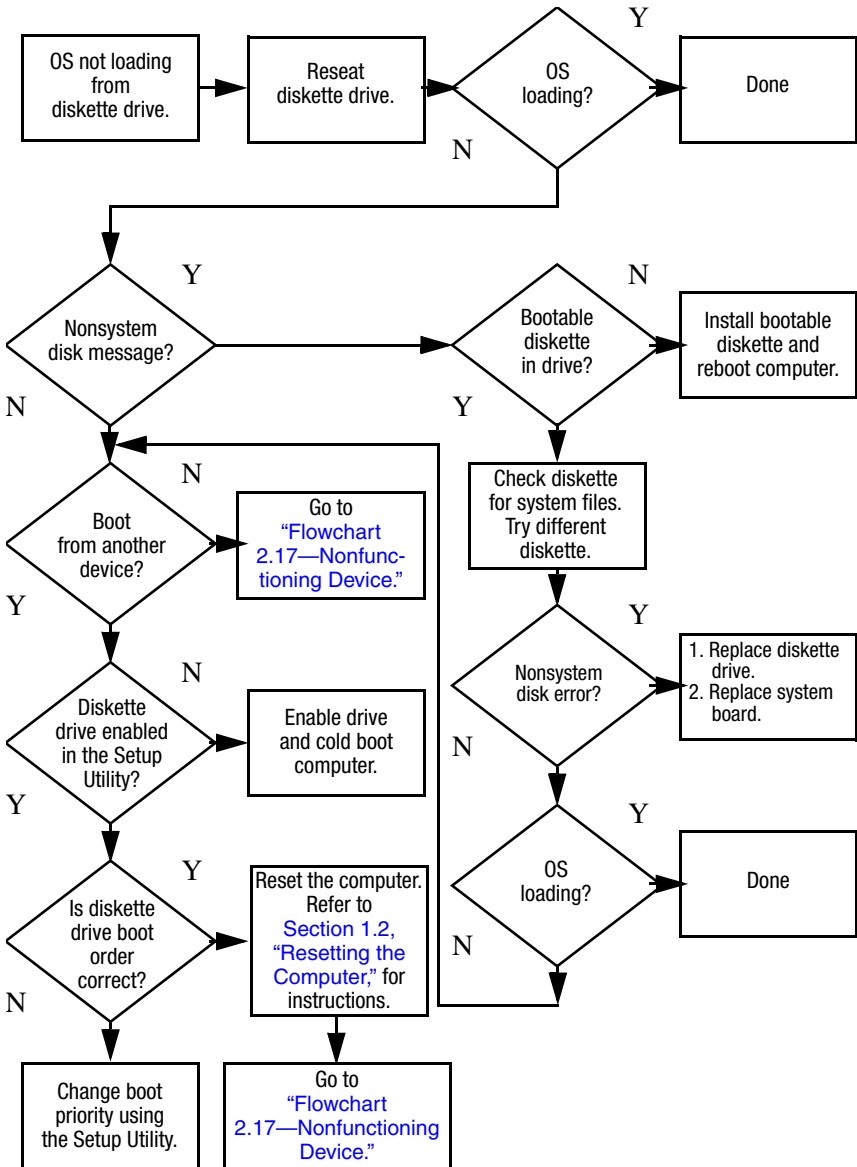 OS not loading
from
diskette drive.
Reseat
diskette drive.
OS
loading?
Y
N
Done
Nonsystem
disk message?
Y
N
Bootable
diskette
in drive?
N
Y
Install bootable
diskette and
reboot computer.
Boot
from another
device?
N
Y
Go to
“Flowchart
2.17—Nonfunc-
tioning Device.”
Check diskette
for system files.
Try different
diskette.
Diskette
drive enabled
in the Setup
Utility?
N
Y
Enable drive
and cold boot
computer.
Nonsystem
disk error?
Y
N
1. Replace diskette
drive.
2. Replace system
board.
Is diskette
drive boot
order
correct?
Y
N
Reset the computer.
Refer to
Section 1.2,
“Resetting the
Computer,” for
instructions.
OS
loading?
Y
N
Done
Change boot
priority using
the Setup Utility.
Go to
“Flowchart
2.17—Nonfunctioning
Device.”